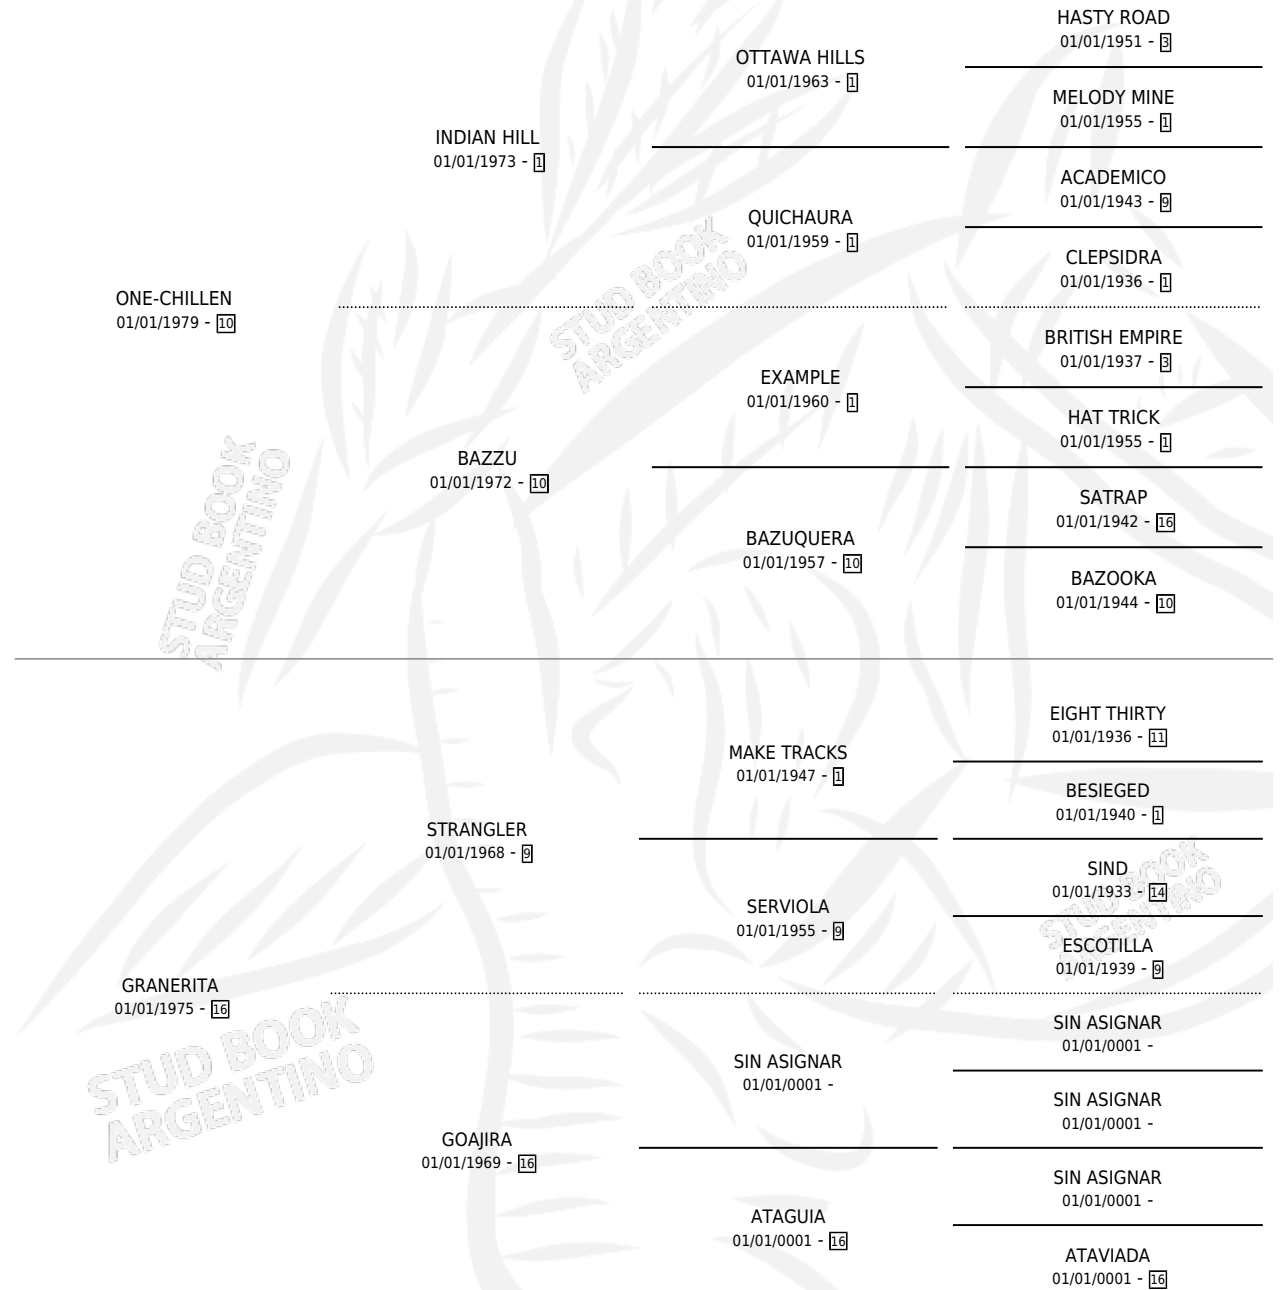 HASTY ROAD
01/01/1951 - 3
OTTAWA HILLS
01/01/1963 - 1
MELODY MINE
01/01/1955 - 1
INDIAN HILL
01/01/1973 - 1
ACADEMICO
01/01/1943 - 9
QUICHAURA
01/01/1959 - 1
CLEPSIDRA
01/01/1936 - 1
ONE-CHILLEN
01/01/1979 - 10
BRITISH EMPIRE
01/01/1937 - 3
EXAMPLE
01/01/1960 - 1
HAT TRICK
01/01/1955 - 1
BAZZU
01/01/1972 - 10
SATRAP
01/01/1942 - 16
BAZUQUERA
01/01/1957 - 10
BAZOOKA
01/01/1944 - 10
STUD BOOK
ARGENTINO
STUD BOOK
ARGENTINO
EIGHT THIRTY
01/01/1936 - 11
MAKE TRACKS
01/01/1947 - 1
BESIEGED
01/01/1940 - 1
STRANGLER
01/01/1968 - 9
SIND
01/01/1933 - 14
SERVIOLA
01/01/1955 - 9
ESCOTILLA
01/01/1939 - 9
GRANERITA
01/01/1975 - 16
SIN ASIGNAR
01/01/0001 -
SIN ASIGNAR
01/01/0001 -
SIN ASIGNAR
01/01/0001 -
GOAJIRA
01/01/1969 - 16
SIN ASIGNAR
01/01/0001 -
ATAGUIA
01/01/0001 - 16
ATAVIADA
01/01/0001 - 16
STUD BOOK
ARGENTINO
STUD BOOK
ARGENTINO